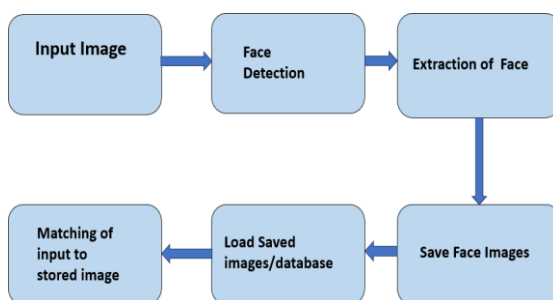 Input Image
Face
Detection
Extraction of Face
Save Face Images
Load Saved
images/database
Matching of
input to
stored image